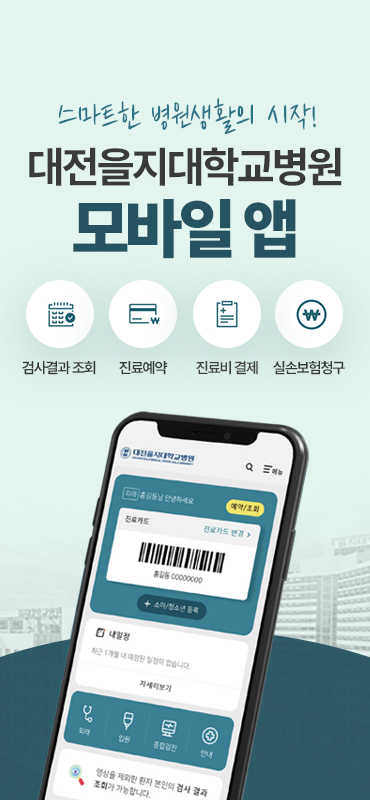 스마트한 병원생활의 시작!
대전을지대학교병원
모바일 앱
검사결과 조회
진료예약
진료비 결제
실손보험청구
대전을지대학교병원
메뉴
외래 홍길동님 안녕하세요
예약/조회
진료카드
진료카드 변경 >
홍길동 00000000
+ 소아/청소년 등록
내일정
최근 1개월 내 예정된 일정이 없습니다.
자세히보기
외래
입원
종합검진
안내
영상을 제외한 환자 본인의 검사 결과
조회가 가능합니다.